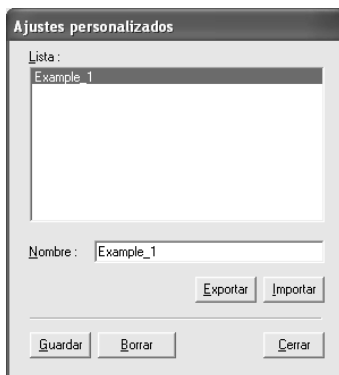 Ajustes personalizados
Lista :
Example_1
Nombre : Example_1
Exportar Importar
Guardar Borrar Cerrar